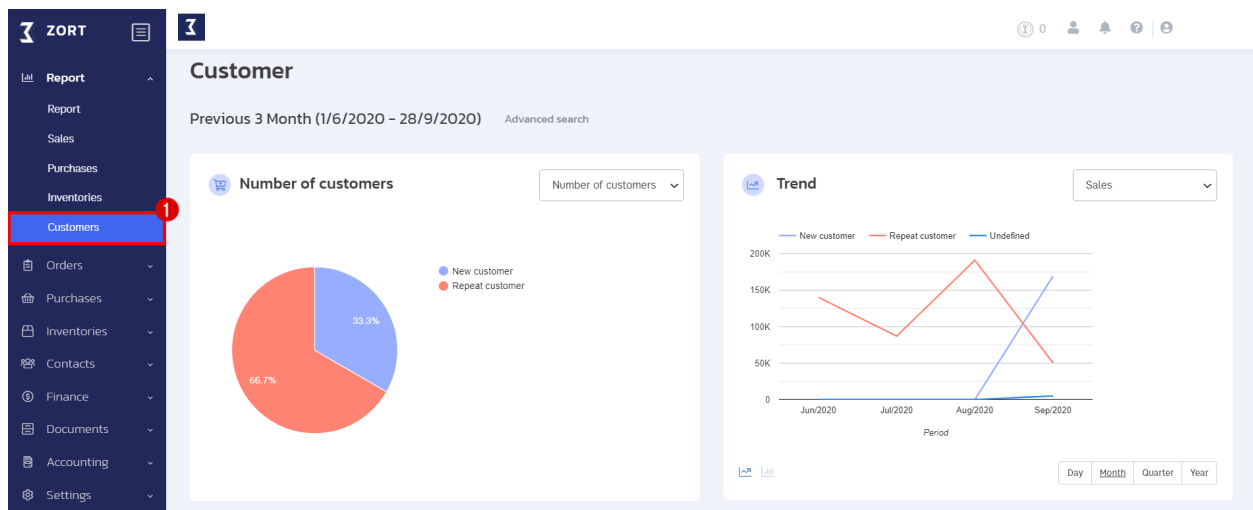 ZORT
0
Report
Report
Sales
Purchases
Inventories
Customers
1
Orders
Purchases
Inventories
Contacts
Finance
Documents
Accounting
Settings
Customer
Previous 3 Month (1/6/2020 - 28/9/2020) Advanced search
Number of customers
Number of customers
New customer
Repeat customer
33.3%
66.7%
Trend
Sales
New customer Repeat customer Undefined
200K
150K
100K
50K
0
Jun/2020 Jul/2020 Aug/2020 Sep/2020
Period
Day Month Quarter Year